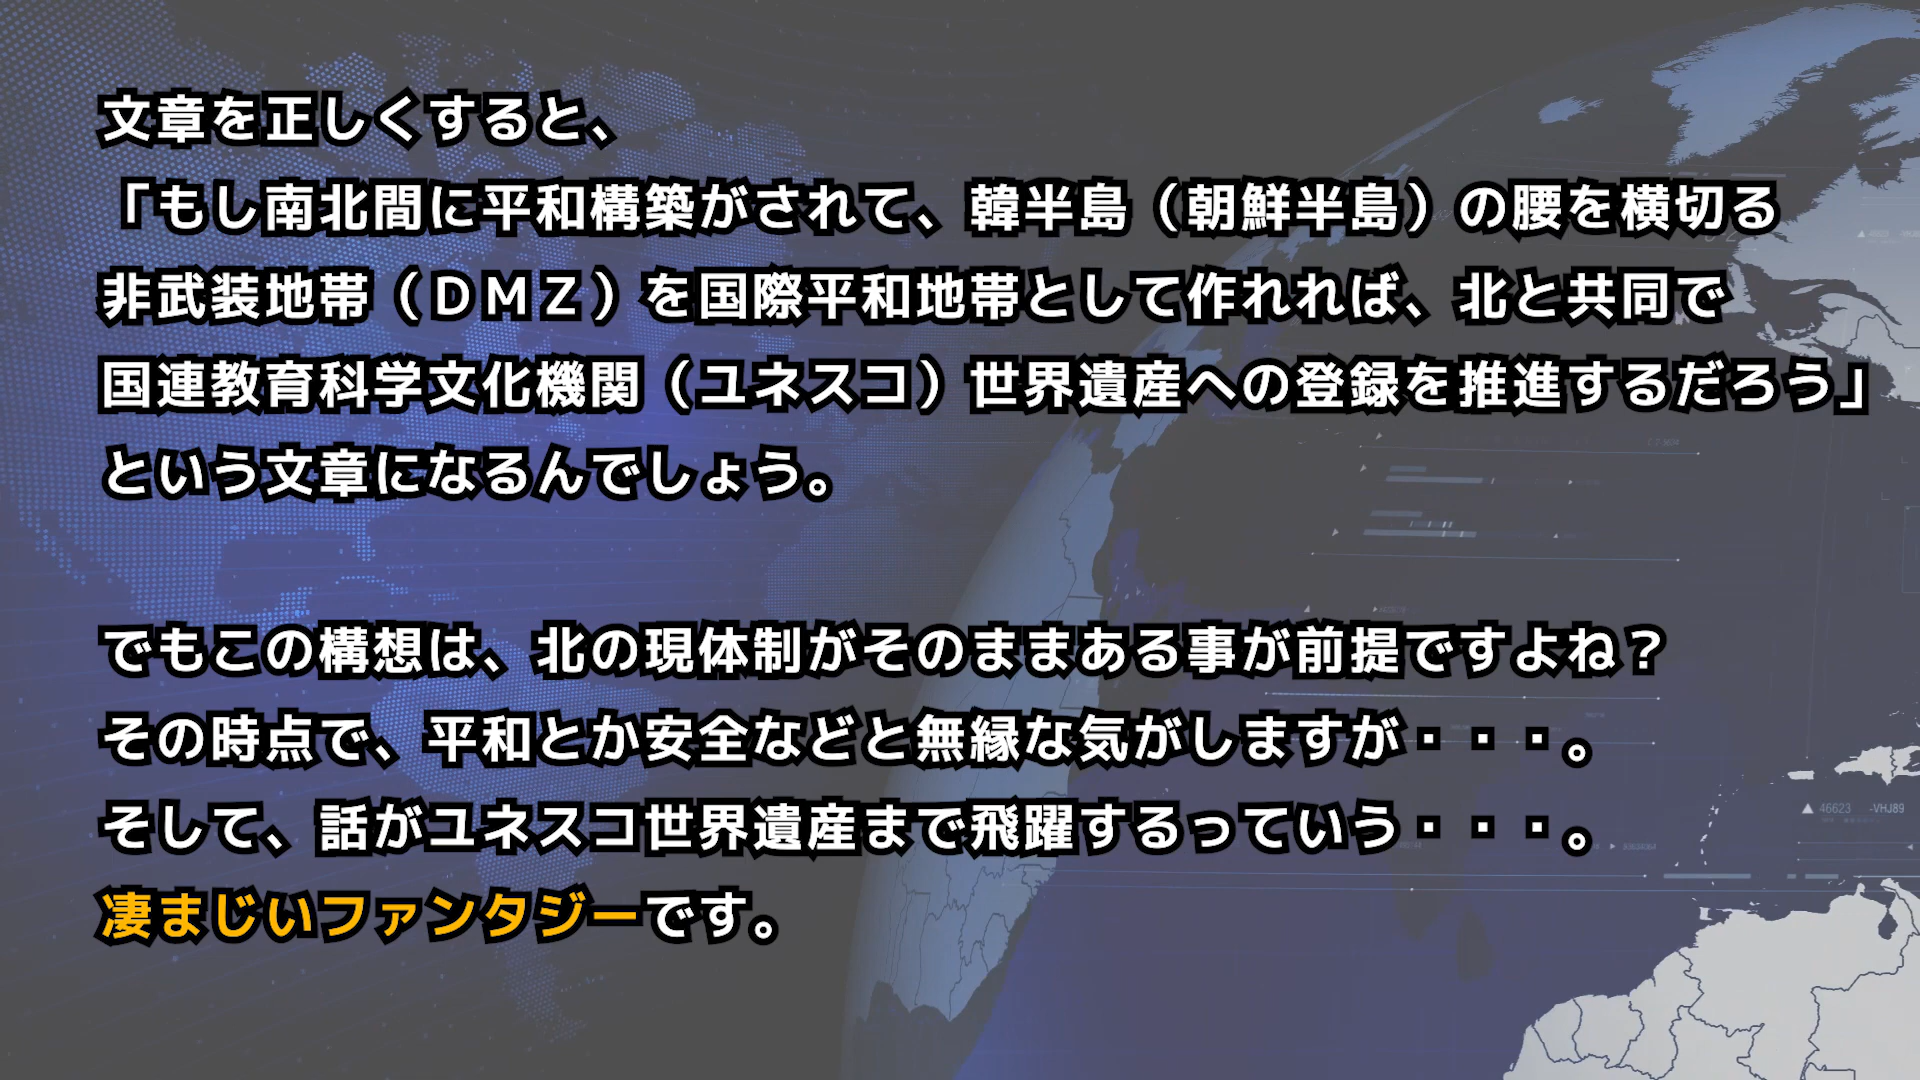 文章を正しくすると、
「もし南北間に平和構築がされて、韓半島（朝鮮半島）の腰を横切る
非武装地帯（ＤＭＺ）を国際平和地帯として作れれば、北と共同で
国連教育科学文化機関（ユネスコ）世界遺産への登録を推進するだろう」
という文章になるんでしょう。
でもこの構想は、北の現体制がそのままある事が前提ですよね？
その時点で、平和とか安全などと無縁な気がしますが・・・。
そして、話がユネスコ世界遺産まで飛躍するっていう・・・。
凄まじいファンタジーです。
46623 -VHJ89